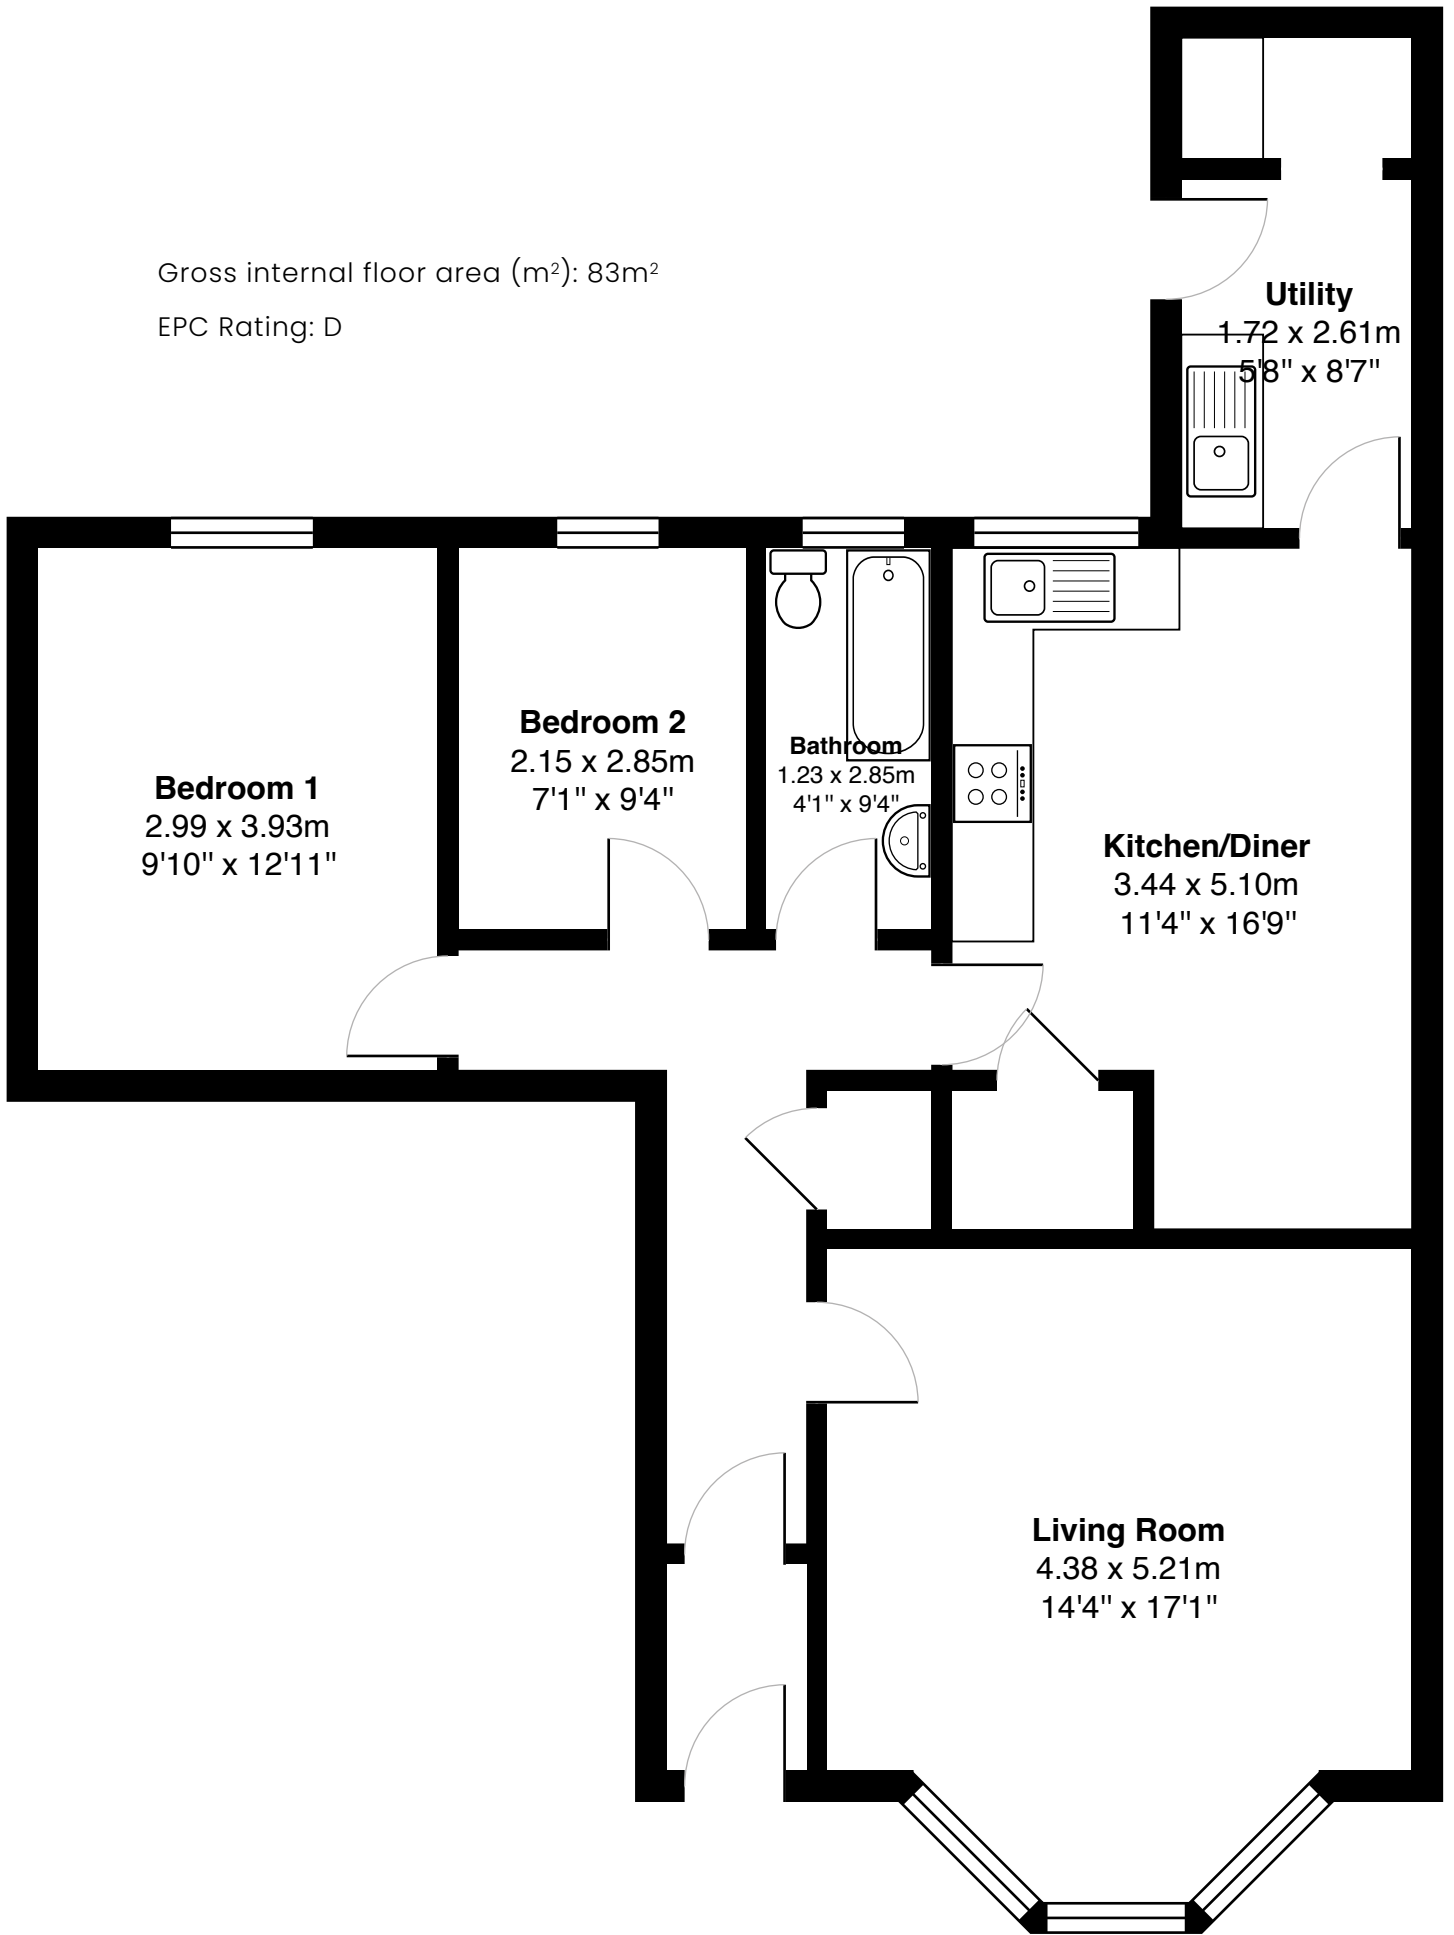 Gross internal floor area (m²): 83m²
EPC Rating: D
Utility
1.72 x 2.61m
5'8" x 8'7"
Bedroom 1
2.99 x 3.93m
9'10" x 12'11"
Bedroom 2
2.15 x 2.85m
7'1" x 9'4"
Bathroom
1.23 x 2.85m
4'1" x 9'4"
Kitchen/Diner
3.44 x 5.10m
11'4" x 16'9"
Living Room
4.38 x 5.21m
14'4" x 17'1"